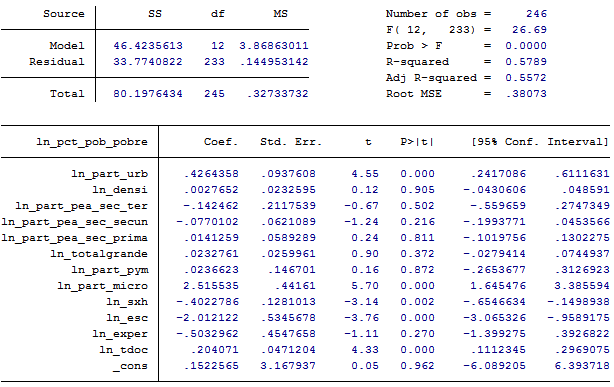 Source SS df MS Number of obs = 246
F( 12, 233) = 26.69
Model 46.4235613 12 3.86863011 Prob > F = 0.0000
Residual 33.7740822 233 .144953142 R-squared = 0.5789
Adj R-squared = 0.5572
Total 80.1976434 245 .32733732 Root MSE = .38073
ln_pct_pob_pobre Coef. Std. Err. t P>|t| [95% Conf. Interval]
ln_part_urb .4264358 .0937608 4.55 0.000 .2417086 .6111631
ln_densi .0027652 .0232595 0.12 0.905 -.0430606 .048591
ln_part_pea_sec_ter -.142462 .2117539 -0.67 0.502 -.559659 .2747349
ln_part_pea_sec_secun -.0770102 .0621089 -1.24 0.216 -.1993771 .0453566
ln_part_pea_sec_prima .0141259 .0589289 0.24 0.811 -.1019756 .1302275
ln_totalgrande .0232761 .0259961 0.90 0.372 -.0279414 .0744937
ln_part_pym .0236623 .146701 0.16 0.872 -.2653677 .3126923
ln_part_micro 2.515535 .44161 5.70 0.000 1.645476 3.385594
ln_sxh -.4022786 .1281013 -3.14 0.002 -.6546634 -.1498938
ln_esc -2.012122 .5345678 -3.76 0.000 -3.065326 -.9589175
ln_exper -.5032962 .4547658 -1.11 0.270 -1.399275 .3926822
ln_tdoc .204071 .0471204 4.33 0.000 .1112345 .2969075
_cons .1522565 3.167937 0.05 0.962 -6.089205 6.393718